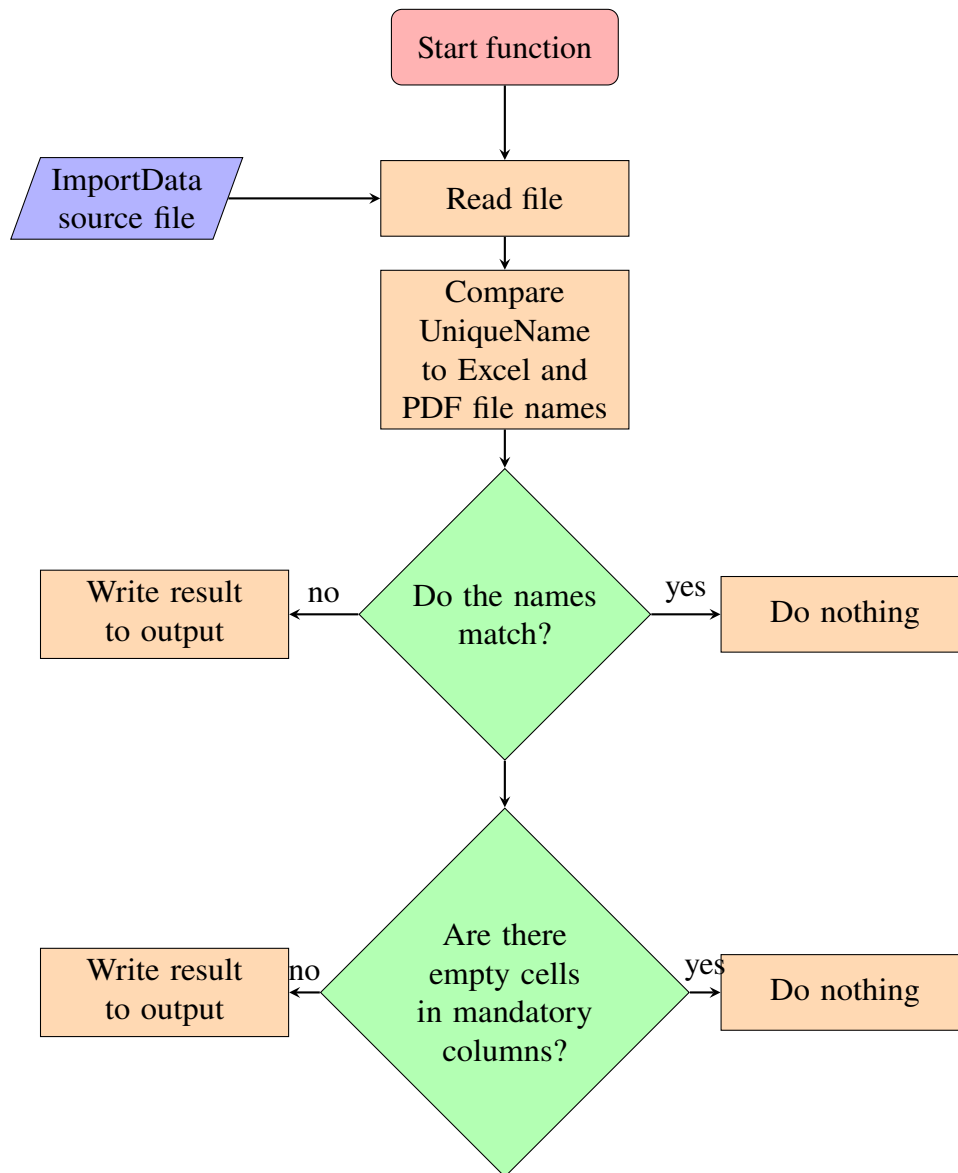 Start function
ImportData
source file
Read file
Compare
UniqueName
to Excel and
PDF file names
Do the names
match?
no
yes
Write result
to output
Do nothing
Are there
empty cells
in mandatory
columns?
no
yes
Write result
to output
Do nothing